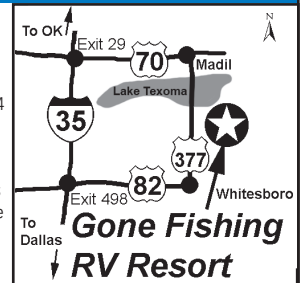 To OK
N
Exit 29
70
Madil
Lake Texoma
4
35
377
82
Exit 498
Whitesboro
e
To
Dallas
Gone Fishing
RV Resort